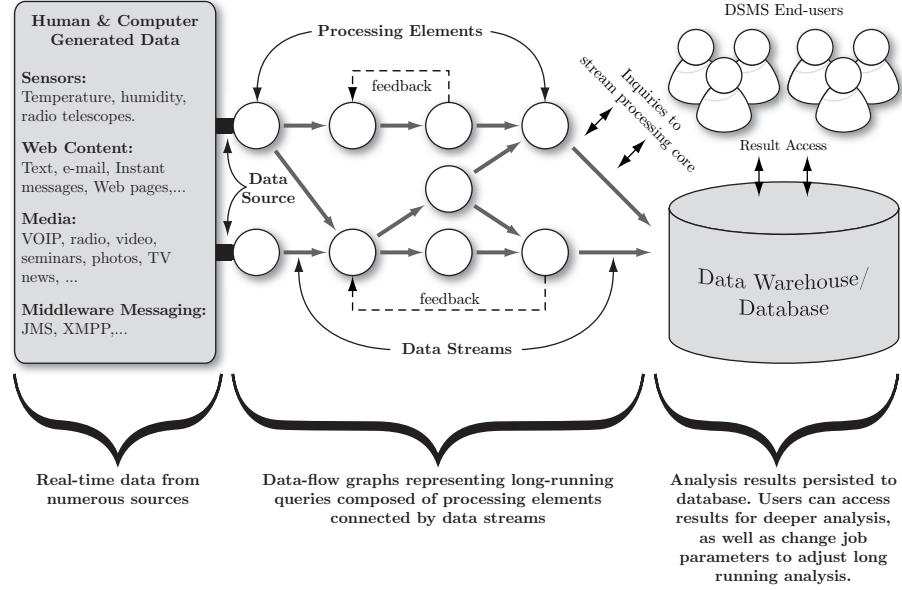 Human & Computer
Generated Data
Sensors:
Temperature, humidity,
radio telescopes.
Web Content:
Text, e-mail, Instant
messages, Web pages,...
Media:
VOIP, radio, video,
seminars, photos, TV
news, ...
Middleware Messaging:
JMS, XMPP,...
Processing Elements
feedback
Data
Source
feedback
Data Streams
Inquiries to
stream processing core
DSMS End-users
Result Access
Data Warehouse/
Database
Real-time data from
numerous sources
Data-flow graphs representing long-running
queries composed of processing elements
connected by data streams
Analysis results persisted to
database. Users can access
results for deeper analysis,
as well as change job
parameters to adjust long
running analysis.